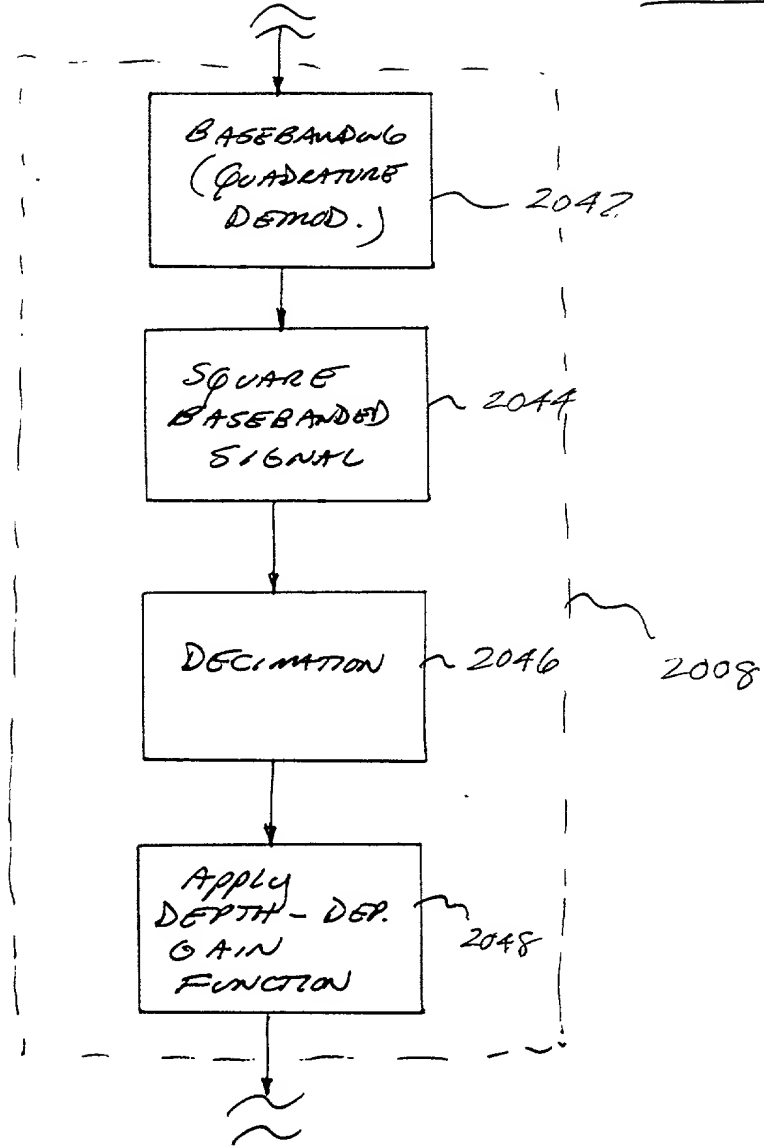 BASEBANDING
(QUADRATURE
DEMOD.)
2042
SQUARE
BASEBANDED
SIGNAL
2044
DECIMATION
2046
2008
Apply
DEPTH - DEP.
GAIN
FUNCTION
2048